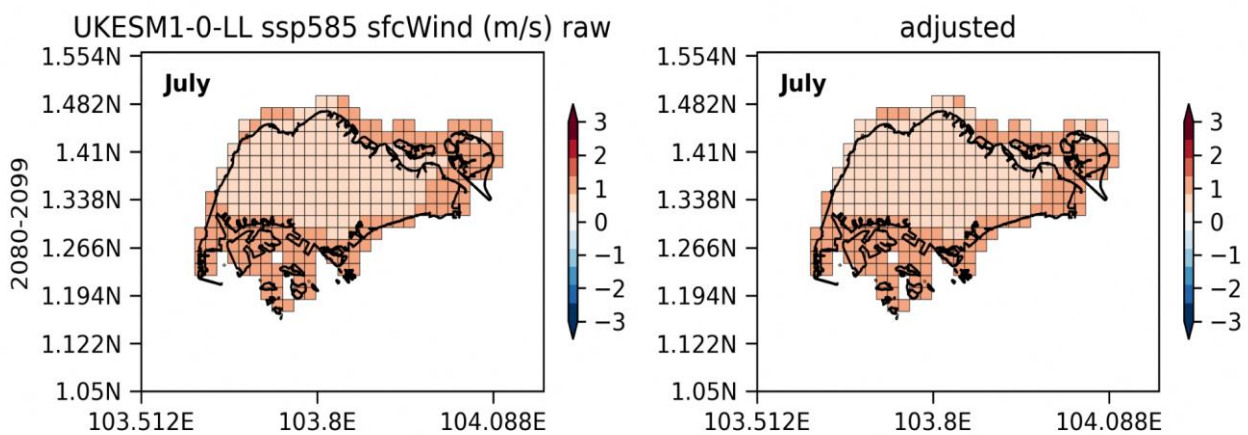 UKESM1-0-LL ssp585 sfcWind (m/s) raw
adjusted
2080-2099
1.554N
1.482N
1.41N
1.338N
1.266N
1.194N
1.122N
1.05N
July
103.512E
103.8E
104.088E
3
2
1
0
−1
−2
−3
1.554N
1.482N
1.41N
1.338N
1.266N
1.194N
1.122N
1.05N
July
103.512E
103.8E
104.088E
3
2
1
0
−1
−2
−3